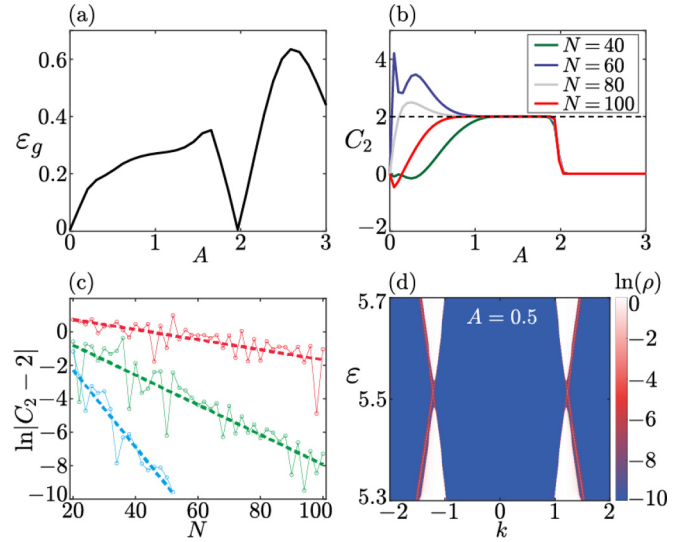 (a)
ε_g
0.6
0.4
0.2
0
0 1 2 3
A
(b)
C_2
4
2
0
−2
0 1 2 3
A
N = 40
N = 60
N = 80
N = 100
(c)
ln|C_2 − 2|
0
−2
−4
−6
−8
−10
20 40 60 80 100
N
(d)
ε
5.7
5.5
5.3
A = 0.5
−2 −1 0 1 2
k
ln(ρ)
0
−2
−4
−6
−8
−10